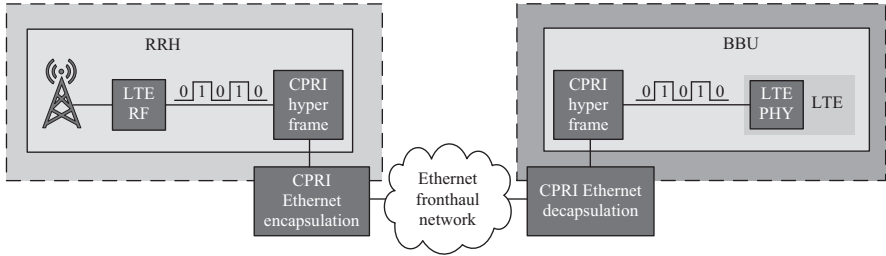 RRH
LTE
RF
0 1 0 1 0
CPRI
hyper
frame
CPRI
Ethernet
encapsulation
Ethernet
fronthaul
network
BBU
CPRI
hyper
frame
0 1 0 1 0
LTE
PHY
LTE
CPRI Ethernet
decapsulation